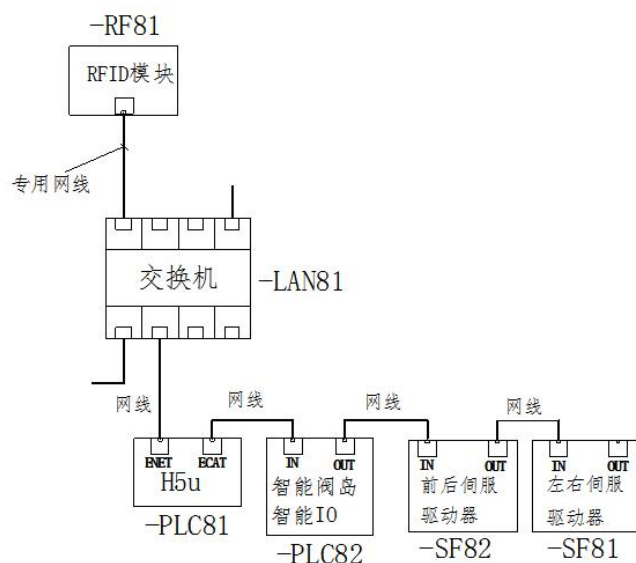 -RF81
RFID模块
专用网线
交换机
-LAN81
网线
网线
网线
网线
ENET ECAT
H5u
-PLC81
IN OUT
智能阀岛
智能IO
-PLC82
IN OUT
前后伺服
驱动器
-SF82
IN OUT
左右伺服
驱动器
-SF81